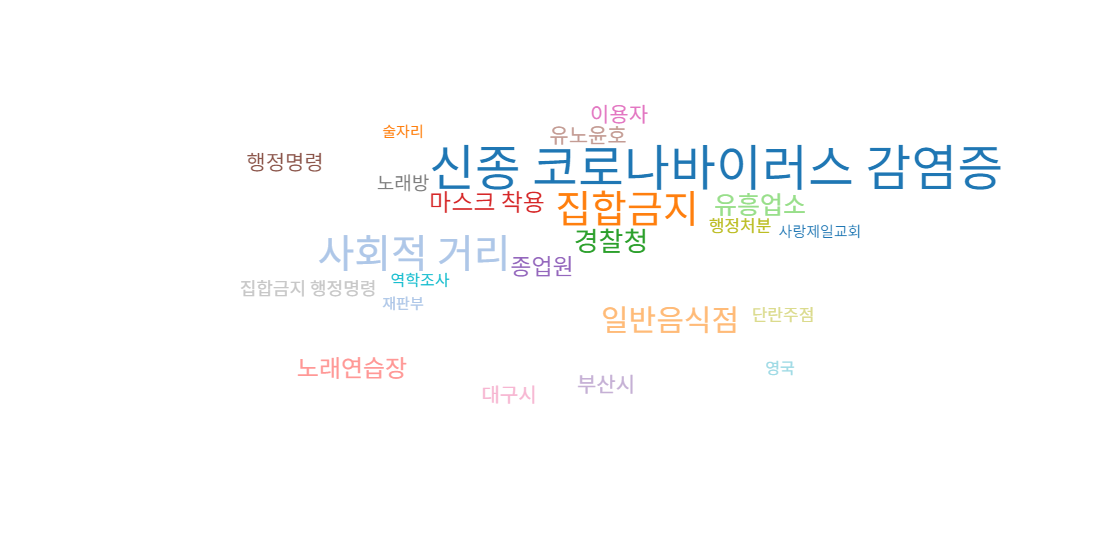 이용자
술자리
유노윤호
행정명령
신종 코로나바이러스 감염증
노래방
마스크 착용
집합금지
유흥업소
행정처분
사랑제일교회
경찰청
사회적 거리
종업원
역학조사
집합금지 행정명령
재판부
일반음식점
단란주점
노래연습장
영국
부산시
대구시